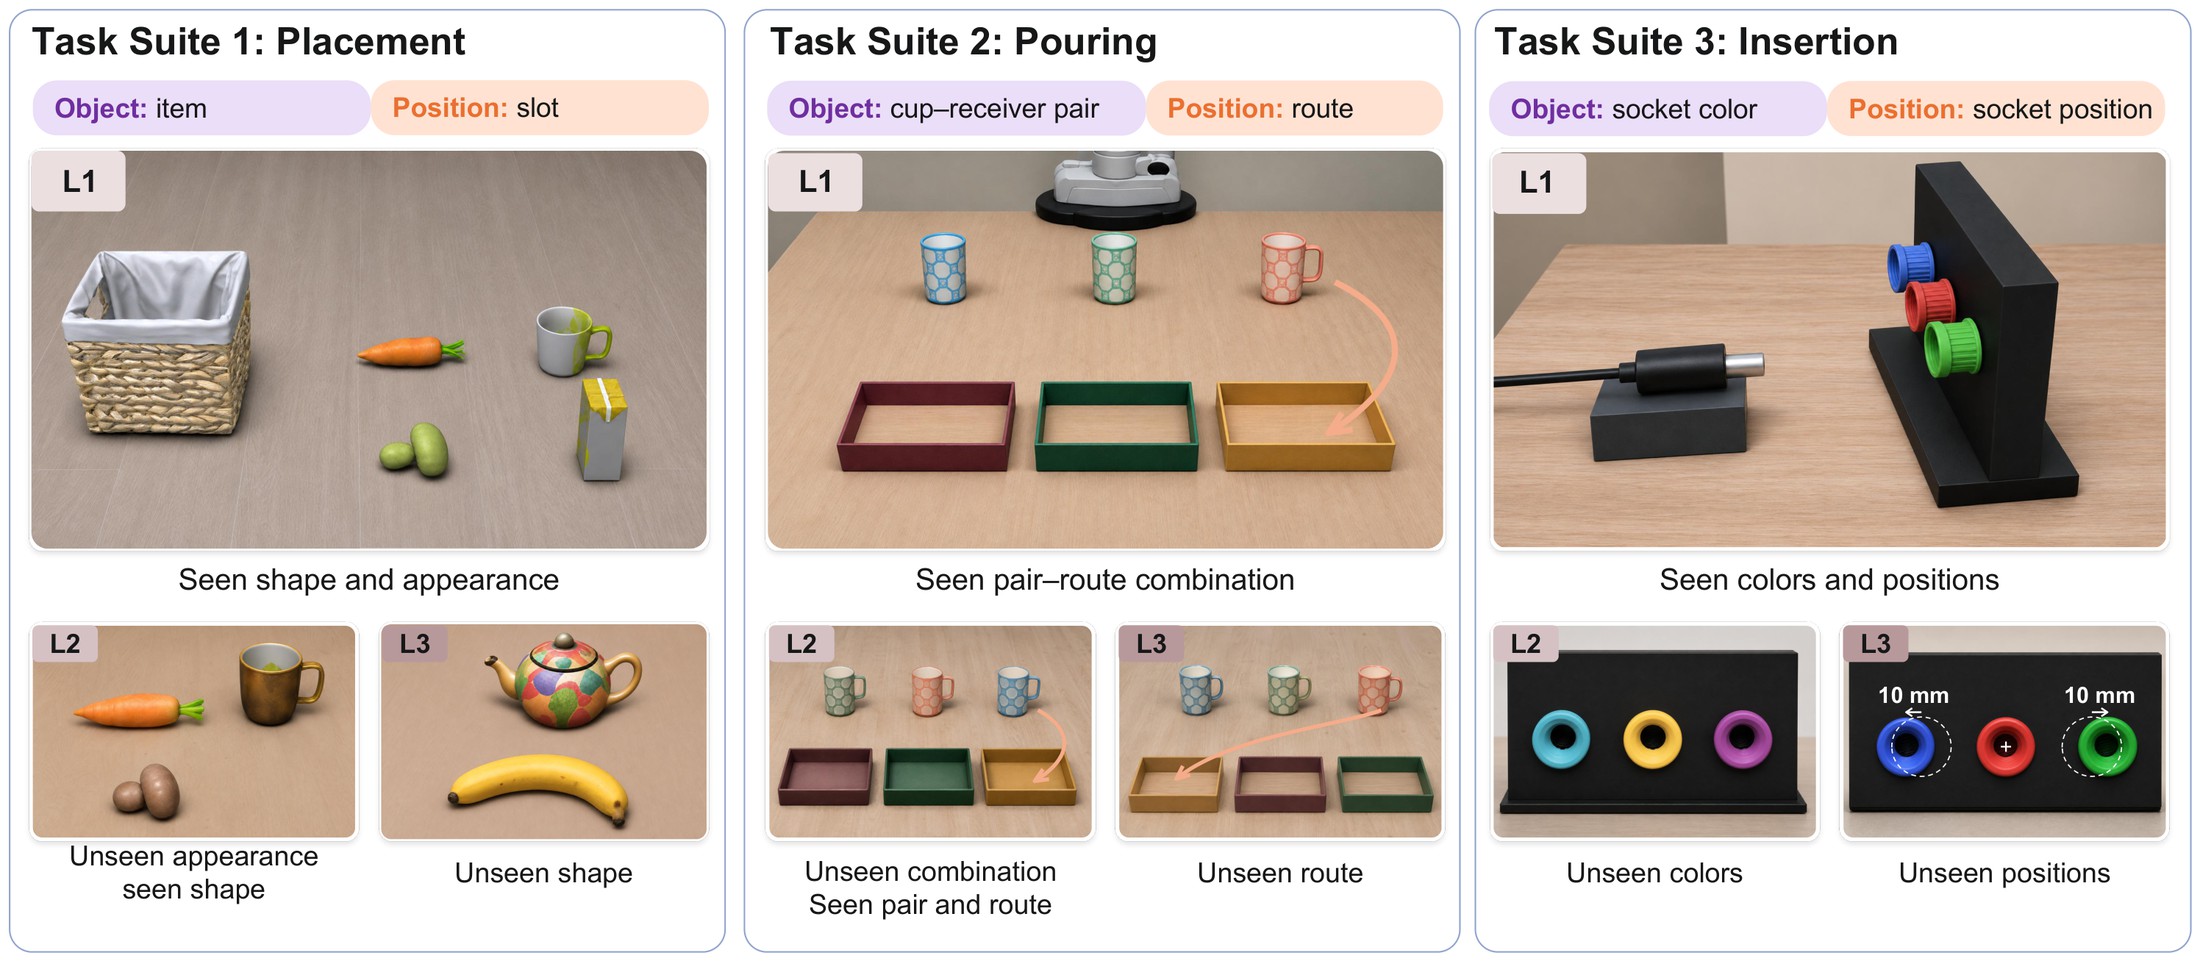 Task Suite 1: Placement
Object: item
Position: slot
L1
Seen shape and appearance
L2
Unseen appearance
seen shape
L3
Unseen shape
Task Suite 2: Pouring
Object: cup–receiver pair
Position: route
L1
Seen pair–route combination
L2
Unseen combination
Seen pair and route
L3
Unseen route
Task Suite 3: Insertion
Object: socket color
Position: socket position
L1
Seen colors and positions
L2
Unseen colors
L3
10 mm
10 mm
Unseen positions